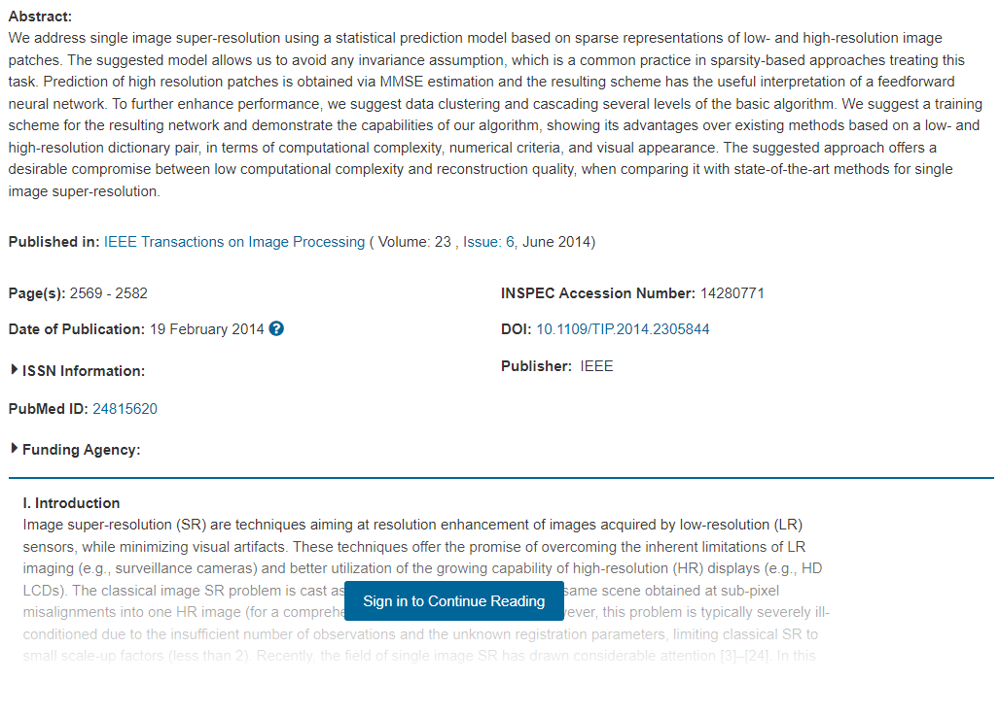 Abstract:
We address single image super-resolution using a statistical prediction model based on sparse representations of low- and high-resolution image
patches. The suggested model allows us to avoid any invariance assumption, which is a common practice in sparsity-based approaches treating this
task. Prediction of high resolution patches is obtained via MMSE estimation and the resulting scheme has the useful interpretation of a feedforward
neural network. To further enhance performance, we suggest data clustering and cascading several levels of the basic algorithm. We suggest a training
scheme for the resulting network and demonstrate the capabilities of our algorithm, showing its advantages over existing methods based on a low- and
high-resolution dictionary pair, in terms of computational complexity, numerical criteria, and visual appearance. The suggested approach offers a
desirable compromise between low computational complexity and reconstruction quality, when comparing it with state-of-the-art methods for single
image super-resolution.
Published in: IEEE Transactions on Image Processing ( Volume: 23 , Issue: 6, June 2014)
Page(s): 2569 - 2582
INSPEC Accession Number: 14280771
Date of Publication: 19 February 2014
DOI: 10.1109/TIP.2014.2305844
ISSN Information:
Publisher: IEEE
PubMed ID: 24815620
Funding Agency:
I. Introduction
Image super-resolution (SR) are techniques aiming at resolution enhancement of images acquired by low-resolution (LR)
sensors, while minimizing visual artifacts. These techniques offer the promise of overcoming the inherent limitations of LR
imaging (e.g., surveillance cameras) and better utilization of the growing capability of high-resolution (HR) displays (e.g., HD
LCDs). The classical image SR problem is cast as same scene obtained at sub-pixel
Sign in to Continue Reading
misalignments into one HR image (for a this problem is typically severely ill-
conditioned due to the insufficient number of observations and the unknown registration parameters, limiting classical SR to
small scale-up factors (less than 2). Recently, the field of single image SR has drawn considerable attention [3]–[24]. In this